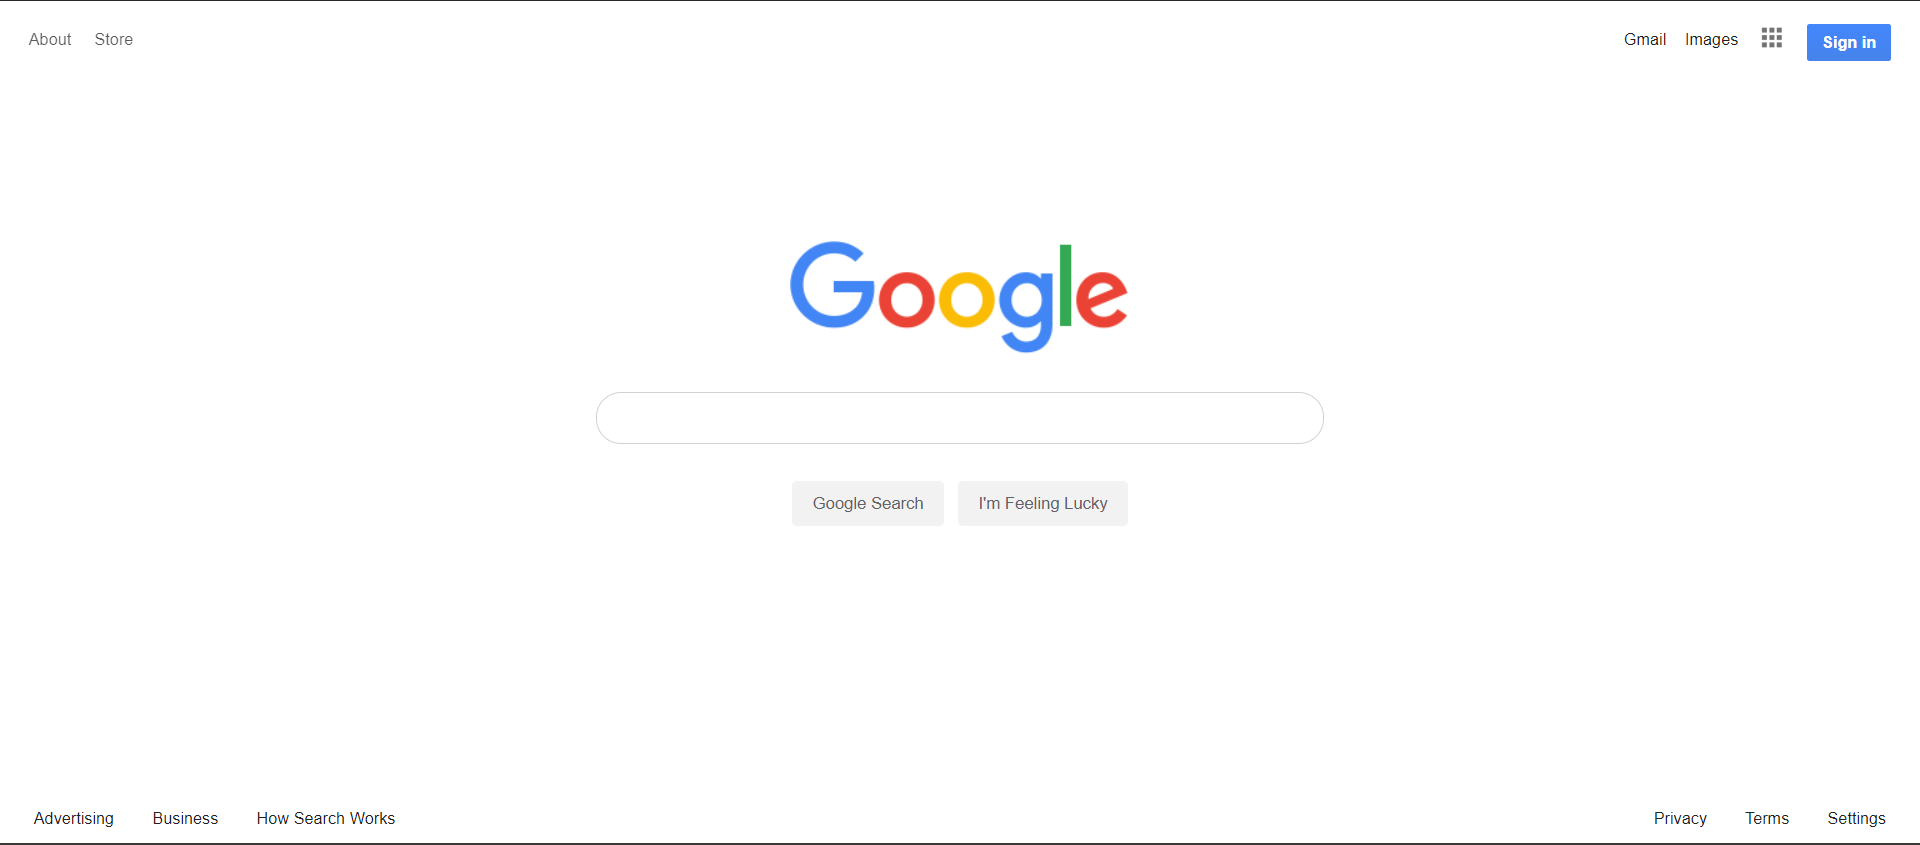 About Store Gmail Images Sign in
Google
Google Search I'm Feeling Lucky
Advertising Business How Search Works Privacy Terms Settings